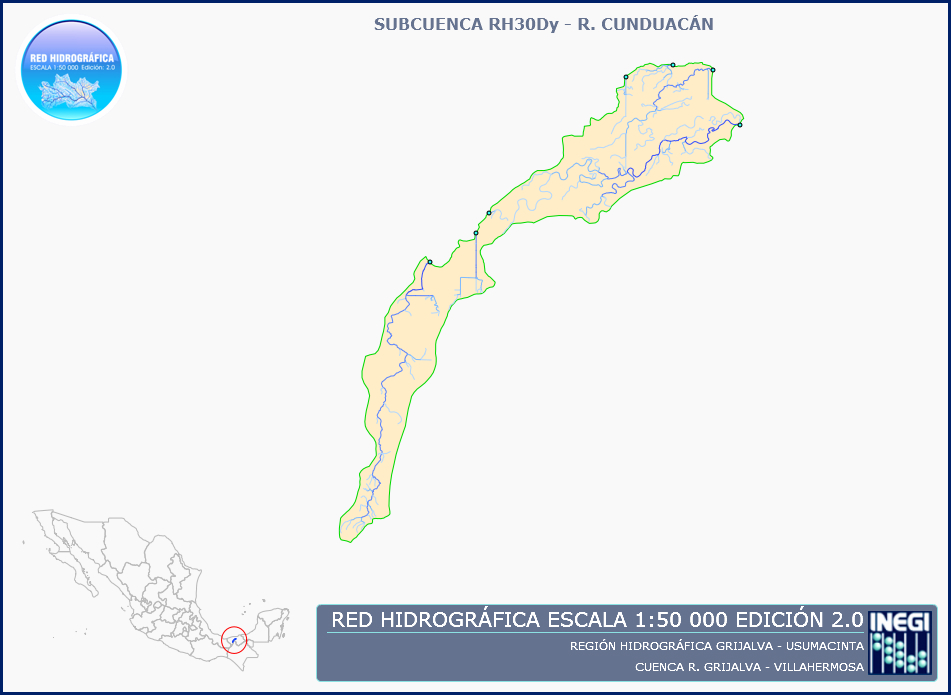 SUBCUENCA RH30Dy - R. CUNDUACÁN
RED HIDROGRÁFICA
ESCALA 1:50 000 Edición: 2.0
RED HIDROGRÁFICA ESCALA 1:50 000 EDICIÓN 2.0
REGIÓN HIDROGRÁFICA GRIJALVA - USUMACINTA
CUENCA R. GRIJALVA - VILLAHERMOSA
INEGI